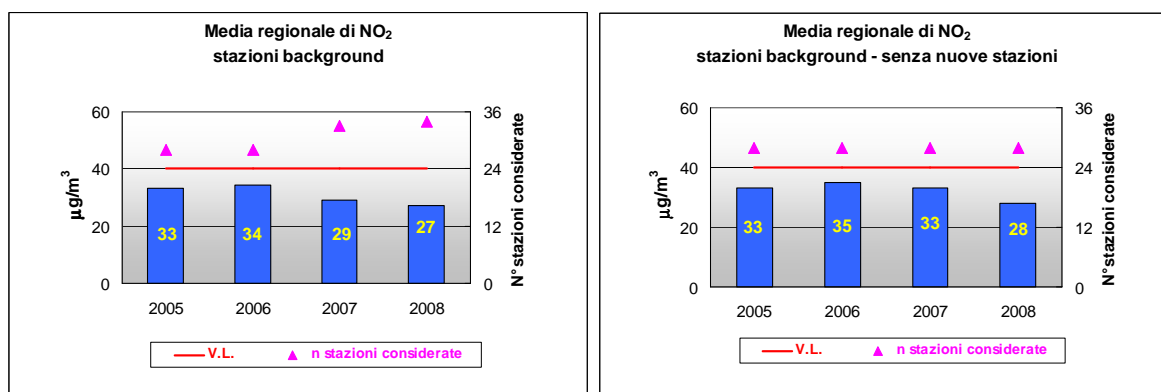 Media regionale di NO₂
stazioni background
60
40
20
0
µg/m³
33
34
29
27
36
24
12
0
N° stazioni considerate
2005 2006 2007 2008
V.L. n stazioni considerate
Media regionale di NO₂
stazioni background - senza nuove stazioni
60
40
20
0
µg/m³
33
35
33
28
36
24
12
0
N° stazioni considerate
2005 2006 2007 2008
V.L. n stazioni considerate